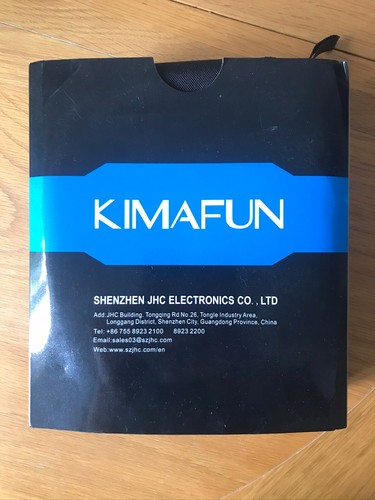 KIMAFUN
SHENZHEN JHC ELECTRONICS CO. , LTD
Add:JHC Building, Tongqing Rd No.26, Tongle Industry Area,
Longgang District, Shenzhen City, Guangdong Province, China
Tel: +86 755 8923 2100 8923 2200
Email:sales03@szjhc.com
Web:www.szjhc.com/en